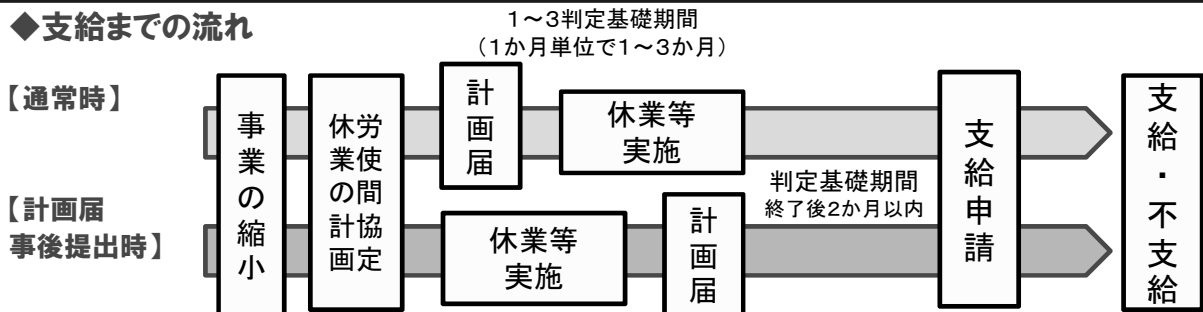 ◆支給までの流れ
1～3判定基礎期間
（1か月単位で1～3か月）
【通常時】
事業の縮小
労使間協定
休業の計画
計画届
休業等
実施
支給申請
支給・不支給
判定基礎期間
終了後2か月以内
【計画届
事後提出時】
休業等
実施
計画届